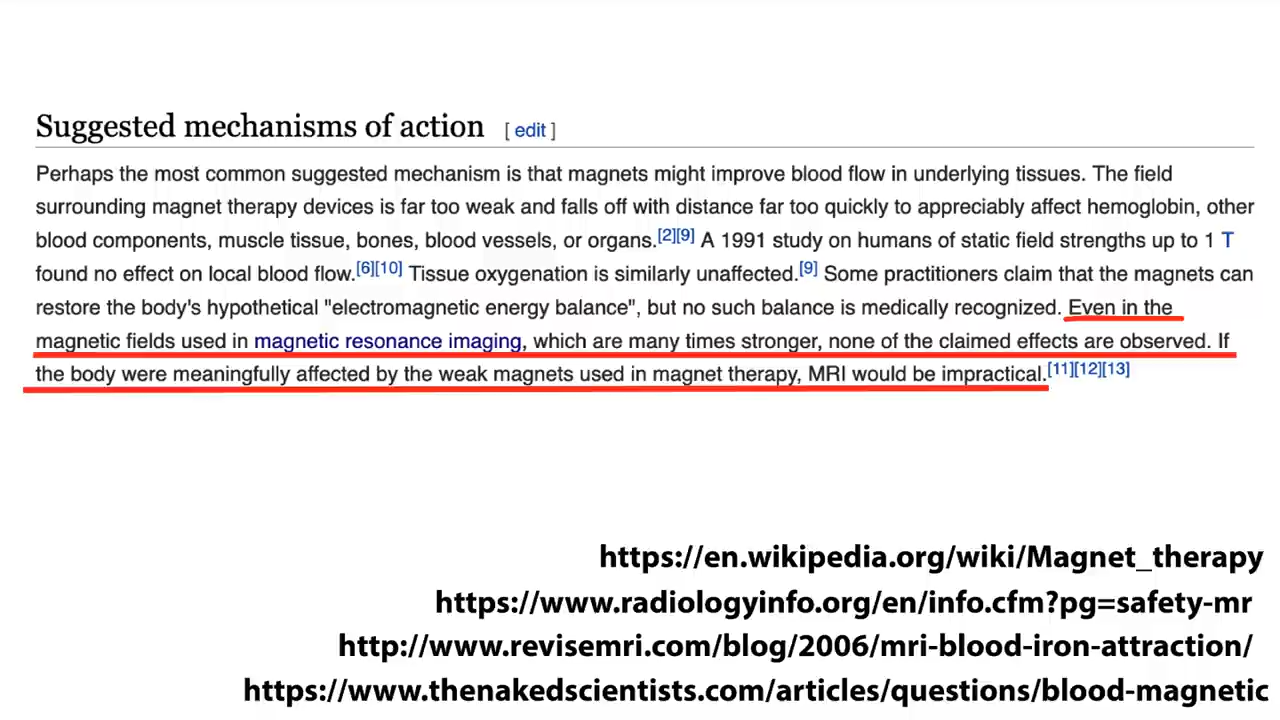 Suggested mechanisms of action [ edit ]
Perhaps the most common suggested mechanism is that magnets might improve blood flow in underlying tissues. The field
surrounding magnet therapy devices is far too weak and falls off with distance far too quickly to appreciably affect hemoglobin, other
blood components, muscle tissue, bones, blood vessels, or organs.[2][9] A 1991 study on humans of static field strengths up to 1 T
found no effect on local blood flow.[6][10] Tissue oxygenation is similarly unaffected.[9] Some practitioners claim that the magnets can
restore the body's hypothetical "electromagnetic energy balance", but no such balance is medically recognized. Even in the
magnetic fields used in magnetic resonance imaging, which are many times stronger, none of the claimed effects are observed. If
the body were meaningfully affected by the weak magnets used in magnet therapy, MRI would be impractical.[11][12][13]
https://en.wikipedia.org/wiki/Magnet_therapy
https://www.radiologyinfo.org/en/info.cfm?pg=safety-mr
http://www.revisemri.com/blog/2006/mri-blood-iron-attraction/
https://www.thenakedscientists.com/articles/questions/blood-magnetic